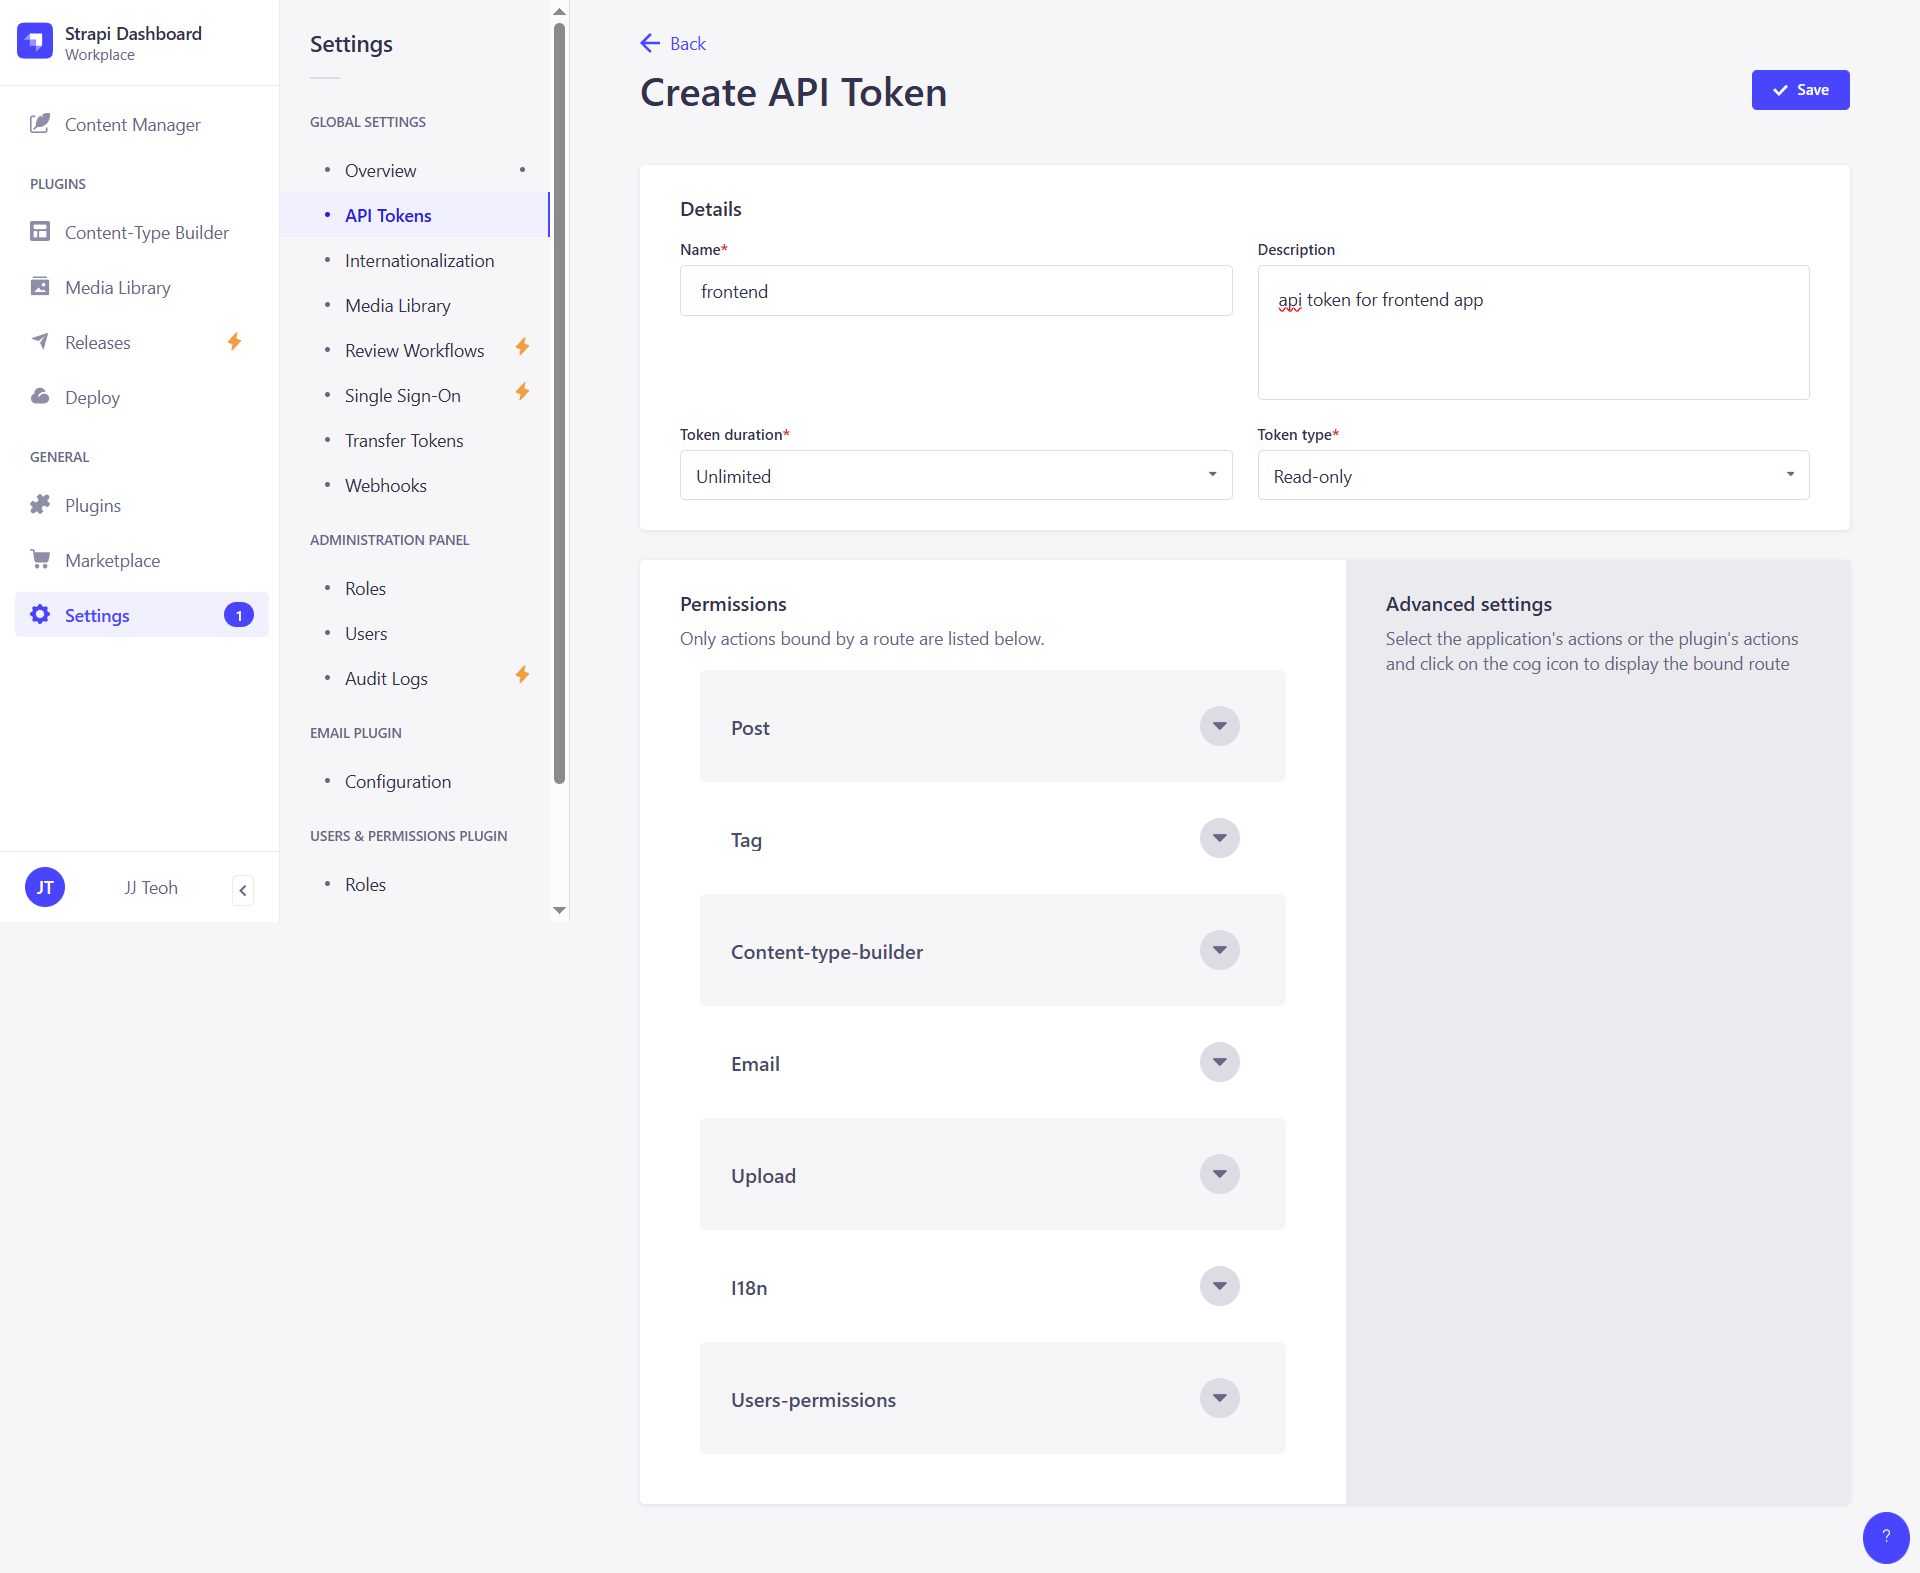 Strapi Dashboard
Workplace
Content Manager
PLUGINS
Content-Type Builder
Media Library
Releases
Deploy
GENERAL
Plugins
Marketplace
Settings
1
JT
JJ Teoh
Settings
GLOBAL SETTINGS
Overview
API Tokens
Internationalization
Media Library
Review Workflows
Single Sign-On
Transfer Tokens
Webhooks
ADMINISTRATION PANEL
Roles
Users
Audit Logs
EMAIL PLUGIN
Configuration
USERS & PERMISSIONS PLUGIN
Roles
Back
Create API Token
Save
Details
Name*
frontend
Description
api token for frontend app
Token duration*
Unlimited
Token type*
Read-only
Permissions
Only actions bound by a route are listed below.
Post
Tag
Content-type-builder
Email
Upload
I18n
Users-permissions
Advanced settings
Select the application's actions or the plugin's actions
and click on the cog icon to display the bound route
?